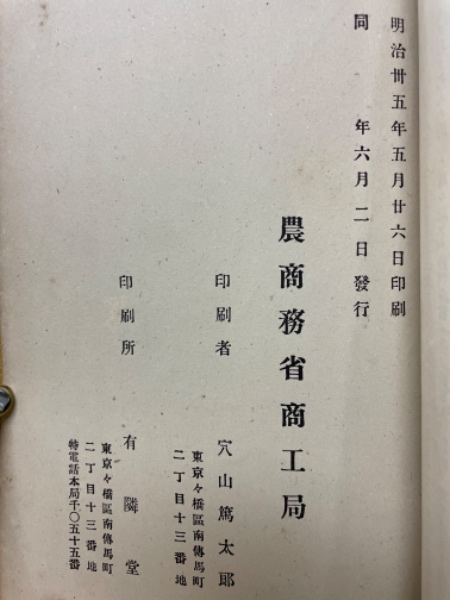 明治卅五年五月廿六日印刷
同　年六月二日發行
農商務省商工局
印刷者　穴山篤太郎
東京々橋區南傳馬町
二丁目十三番地
印刷所　有隣堂
東京々橋區南傳馬町
二丁目十三番地
特電話本局千〇五十五番